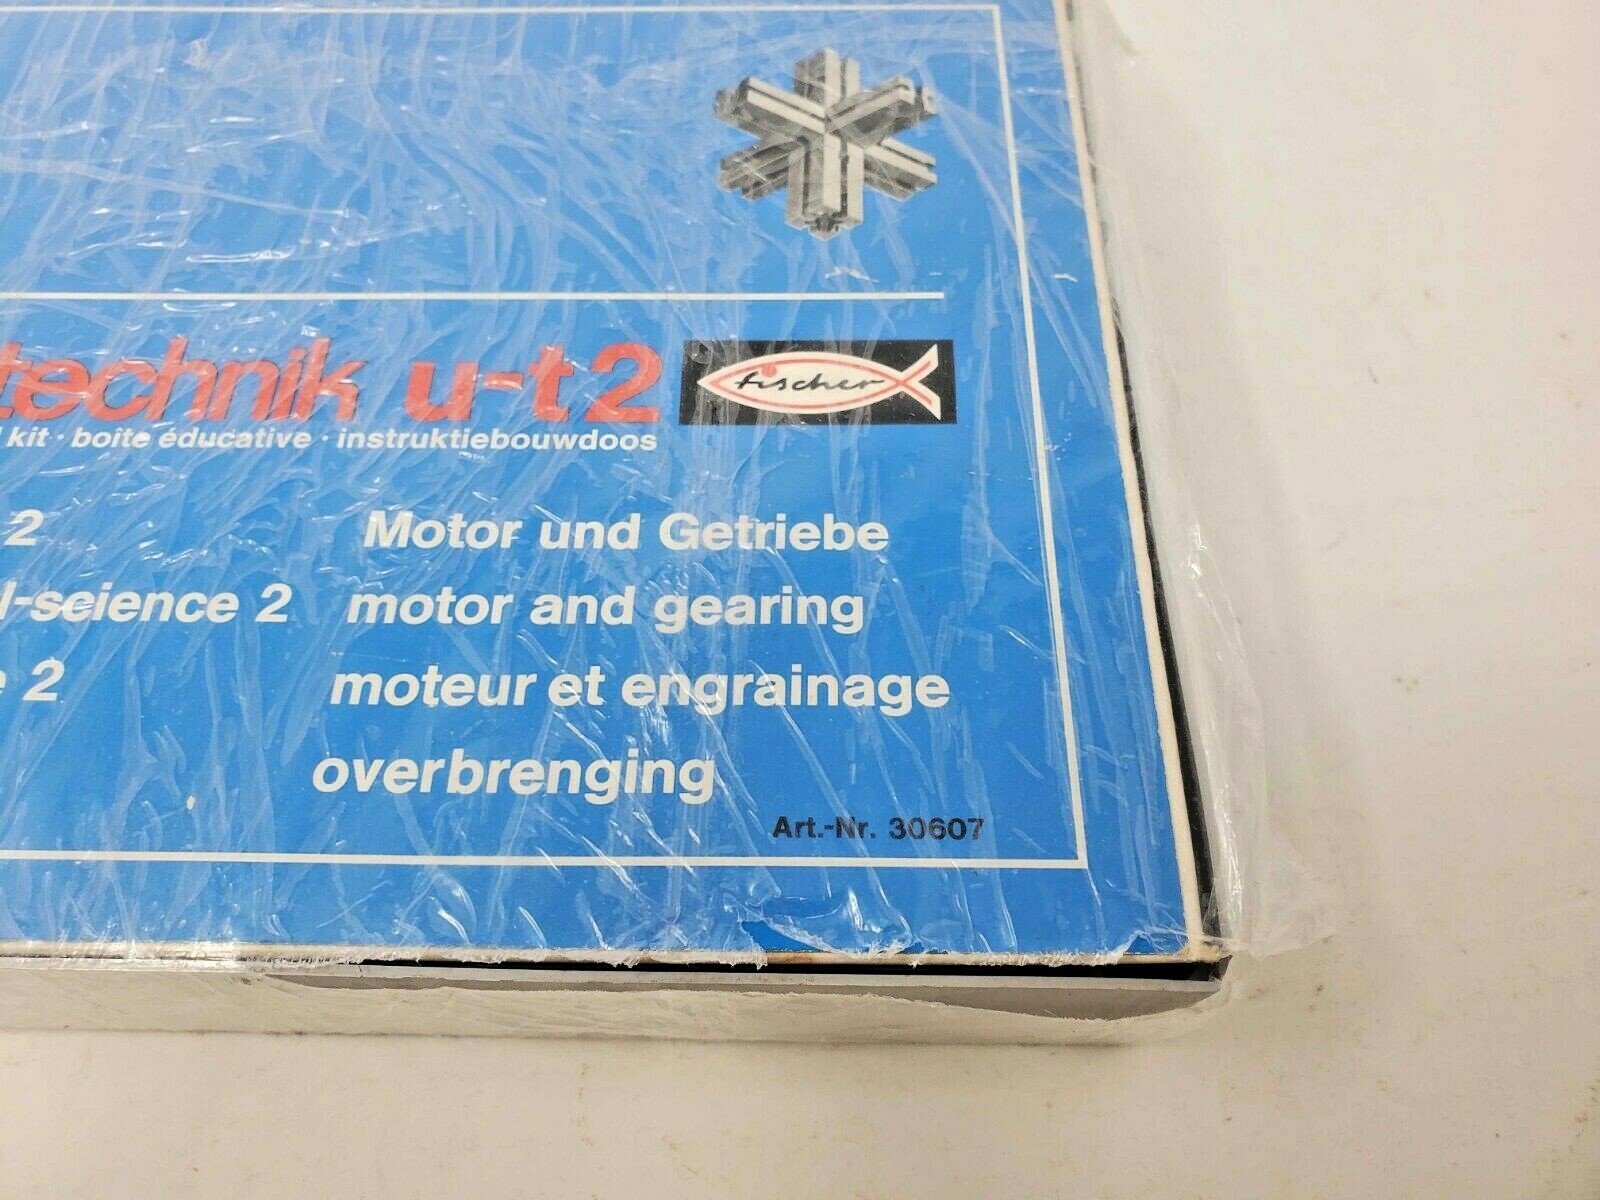 technik u-t 2 fischer
kit · boîte éducative · instruktiebouwdoos
2 Motor und Getriebe
-science 2 motor and gearing
2 moteur et engrainage
overbrenging
Art.-Nr. 30607